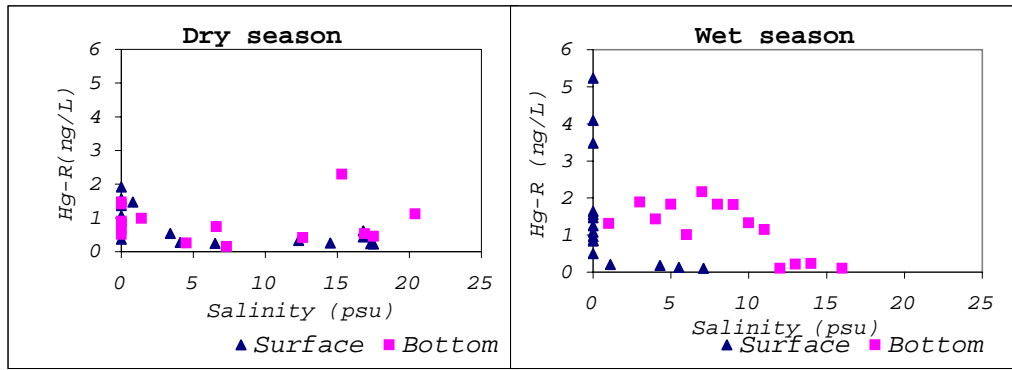 Dry season
6
5
4
3
2
1
0
Hg-R(ng/L)
0 5 10 15 20 25
Salinity (psu)
Surface Bottom
Wet season
6
5
4
3
2
1
0
Hg-R (ng/L)
0 5 10 15 20 25
Salinity (psu)
Surface Bottom